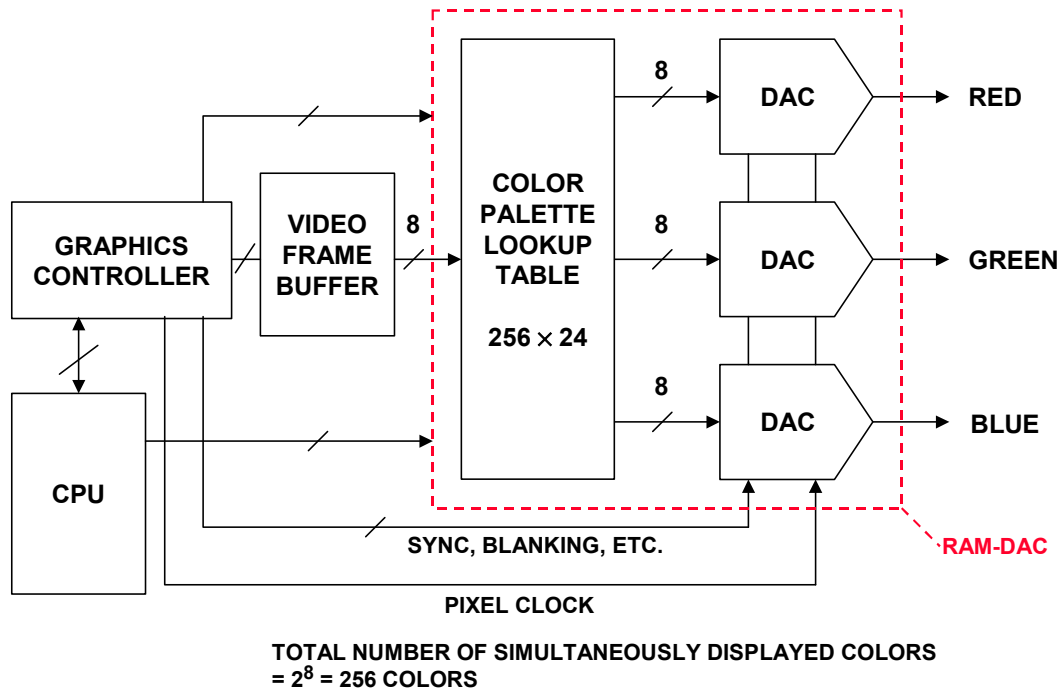 8
DAC
RED
COLOR
PALETTE
LOOKUP
TABLE
256 × 24
GRAPHICS
CONTROLLER
VIDEO
FRAME
BUFFER
8
8
DAC
GREEN
8
DAC
BLUE
CPU
SYNC, BLANKING, ETC.
RAM-DAC
PIXEL CLOCK
TOTAL NUMBER OF SIMULTANEOUSLY DISPLAYED COLORS
= 2⁸ = 256 COLORS